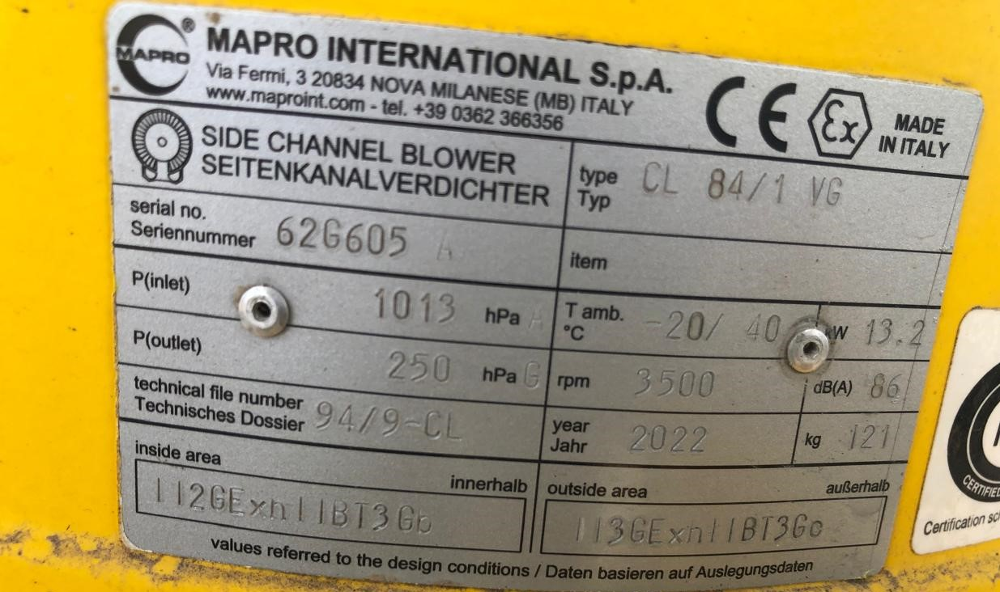 MAPRO®
MAPRO INTERNATIONAL S.p.A.
Via Fermi, 3 20834 NOVA MILANESE (MB) ITALY
www.maproint.com - tel. +39 0362 366356
CE Ex
MADE
IN ITALY
SIDE CHANNEL BLOWER
SEITENKANALVERDICHTER
type
Typ
CL 84/1 VG
serial no.
Seriennummer
62G605 A
item
P(inlet) 1013 hPa A
T amb.
°C
-20/ 40
kW 13.2
P(outlet) 250 hPa G
rpm 3500
dB(A) 86
technical file number
Technisches Dossier
94/9-CL
year
Jahr
2022
kg 121
inside area
innerhalb
II2GExnIIBT3Gb
outside area
außerhalb
II3GExnIIBT3Gc
values referred to the design conditions / Daten basieren auf Auslegungsdaten
CERTIFIED